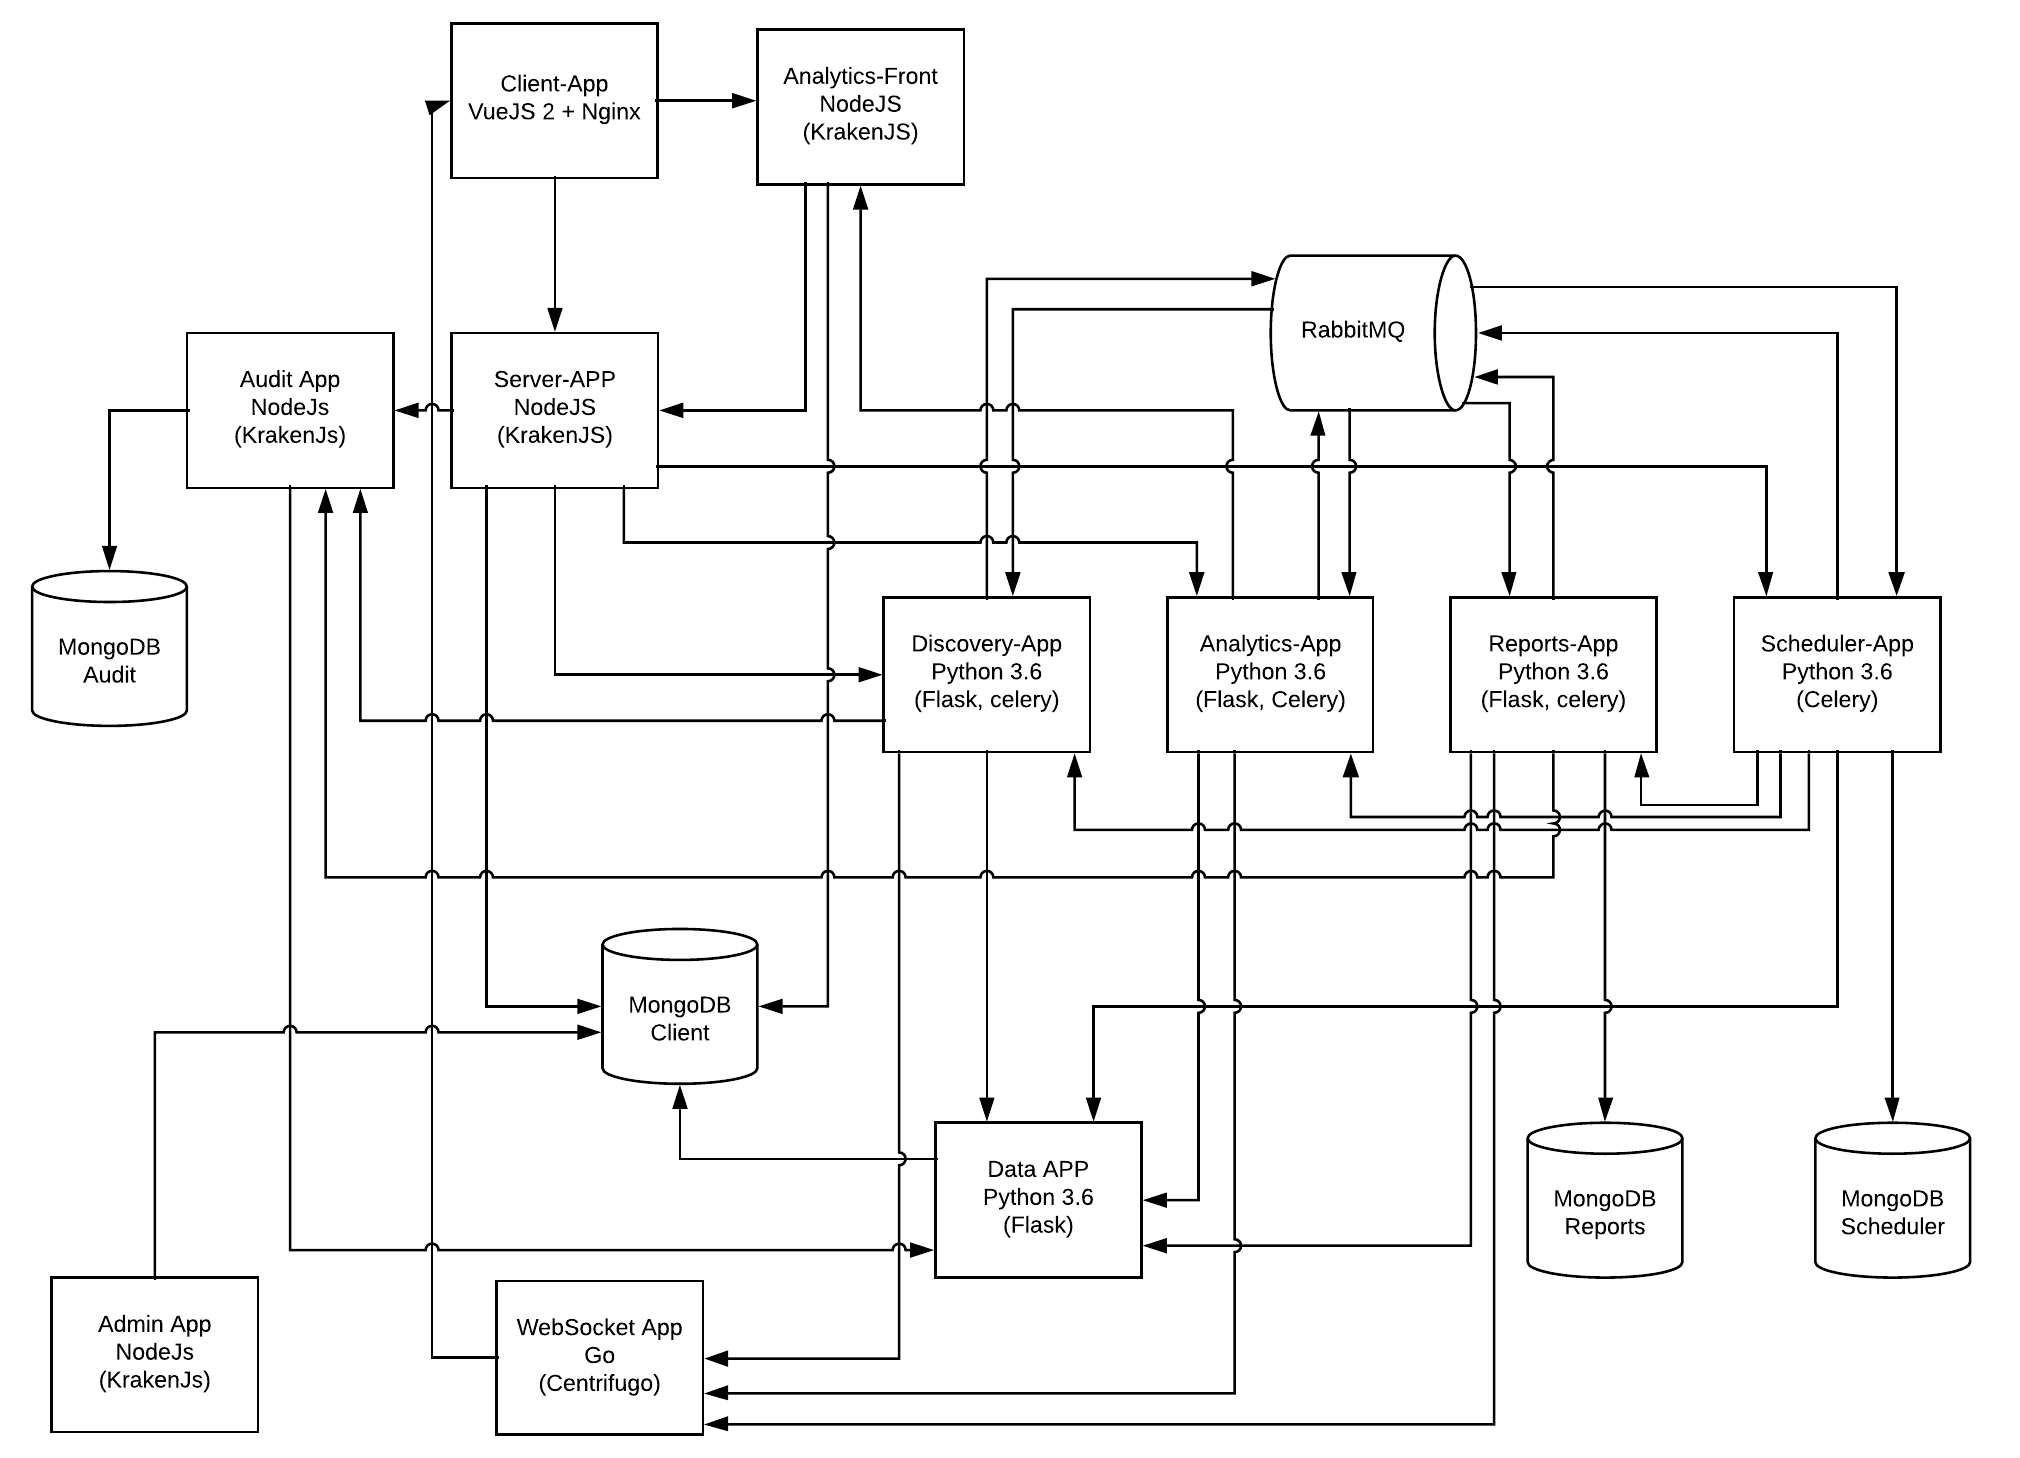 Client-App
VueJS 2 + Nginx
Analytics-Front
NodeJS
(KrakenJS)
RabbitMQ
Audit App
NodeJs
(KrakenJs)
Server-APP
NodeJS
(KrakenJS)
MongoDB
Audit
Discovery-App
Python 3.6
(Flask, celery)
Analytics-App
Python 3.6
(Flask, Celery)
Reports-App
Python 3.6
(Flask, celery)
Scheduler-App
Python 3.6
(Celery)
MongoDB
Client
Data APP
Python 3.6
(Flask)
MongoDB
Reports
MongoDB
Scheduler
Admin App
NodeJs
(KrakenJs)
WebSocket App
Go
(Centrifugo)